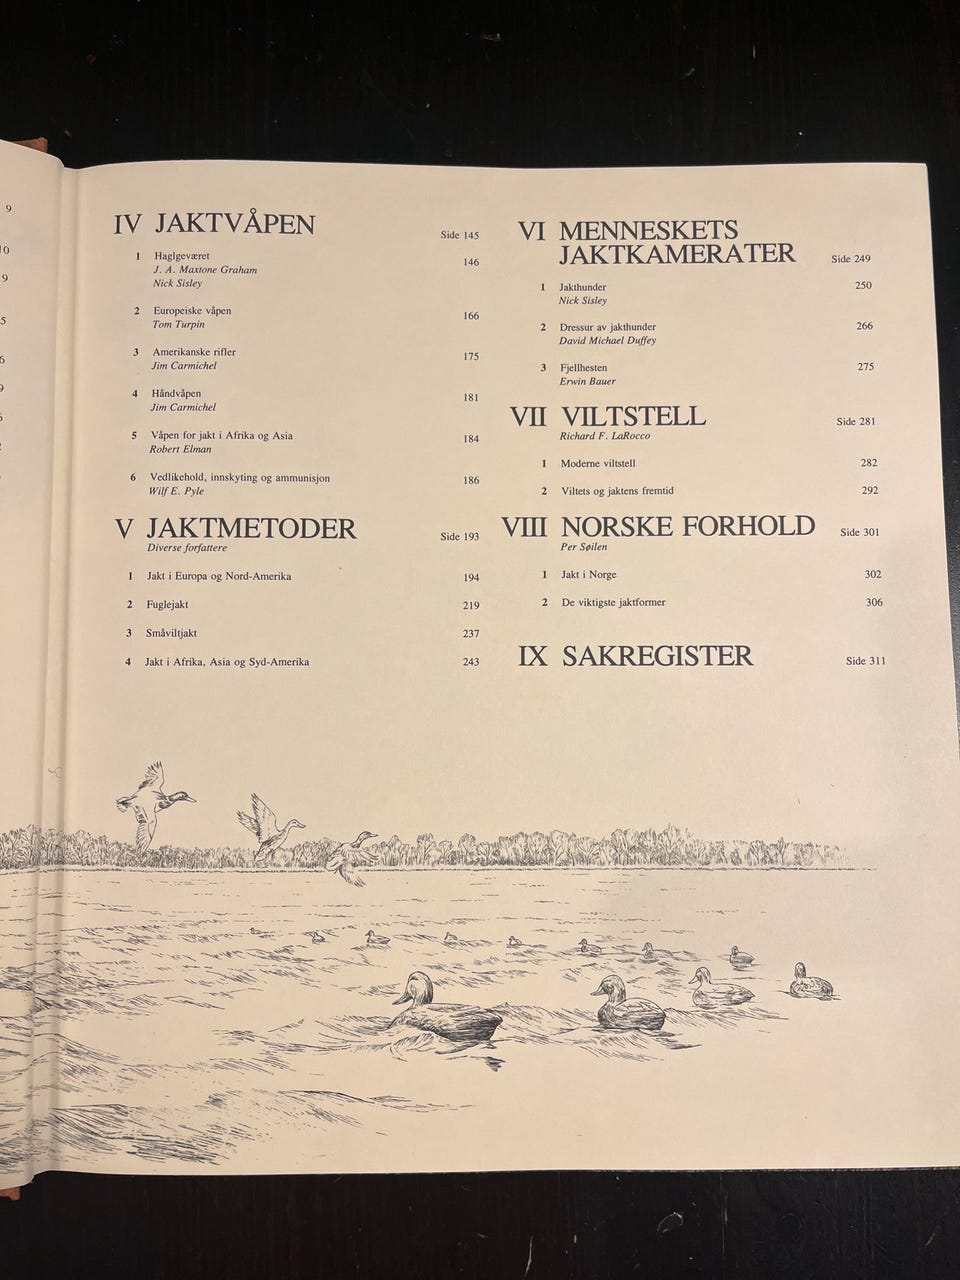 9
10
9
5
6
9
IV JAKTVÅPEN Side 145
1 Haglgeværet 146
J. A. Maxtone Graham
Nick Sisley
2 Europeiske våpen 166
Tom Turpin
3 Amerikanske rifler 175
Jim Carmichel
4 Håndvåpen 181
Jim Carmichel
5 Våpen for jakt i Afrika og Asia 184
Robert Elman
6 Vedlikehold, innskyting og ammunisjon 186
Wilf E. Pyle
V JAKTMETODER Side 193
Diverse forfattere
1 Jakt i Europa og Nord-Amerika 194
2 Fuglejakt 219
3 Småviltjakt 237
4 Jakt i Afrika, Asia og Syd-Amerika 243
VI MENNESKETS
JAKTKAMERATER Side 249
1 Jakthunder 250
Nick Sisley
2 Dressur av jakthunder 266
David Michael Duffey
3 Fjellhesten 275
Erwin Bauer
VII VILTSTELL Side 281
Richard F. LaRocco
1 Moderne viltstell 282
2 Viltets og jaktens fremtid 292
VIII NORSKE FORHOLD Side 301
Per Søilen
1 Jakt i Norge 302
2 De viktigste jaktformer 306
IX SAKREGISTER Side 311